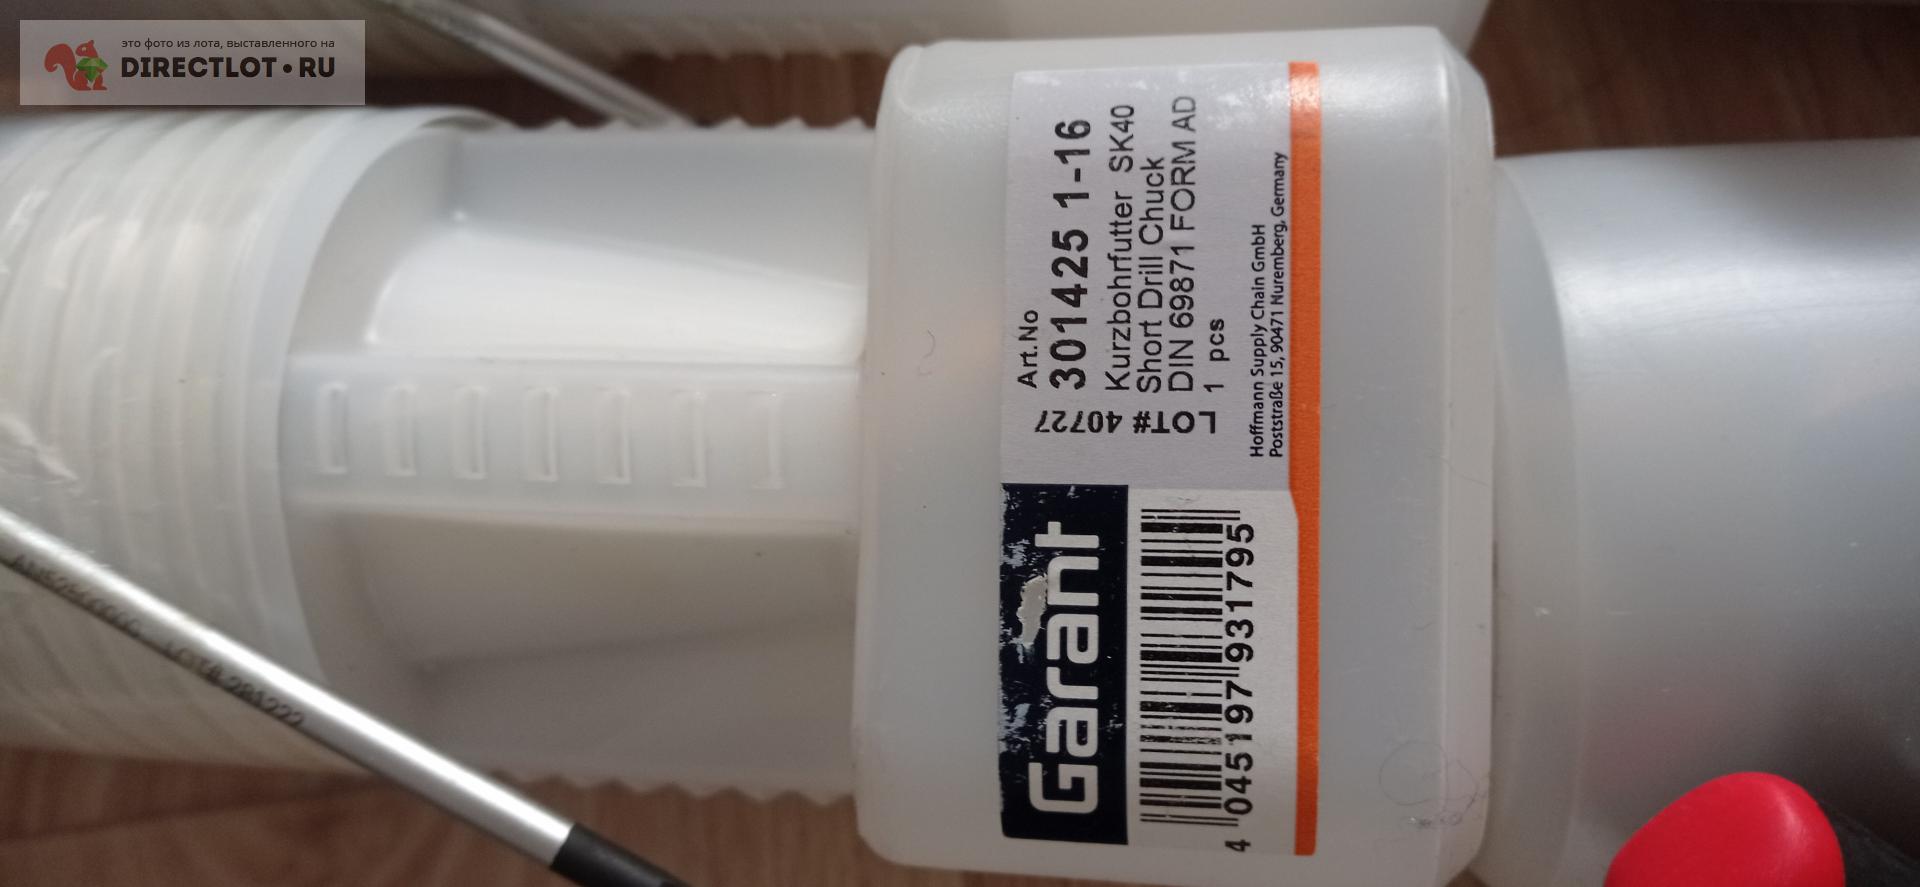 это фото из лота, выставленного на
DIRECTLOT•RU
Art.No
301425 1-16
Kurzbohrfutter SK40
Short Drill Chuck
DIN 69871 FORM AD
1 pcs
LOT# 40727
Hoffmann Supply Chain GmbH
Poststraße 15, 90471 Nuremberg, Germany
Garant
4 045197 931795